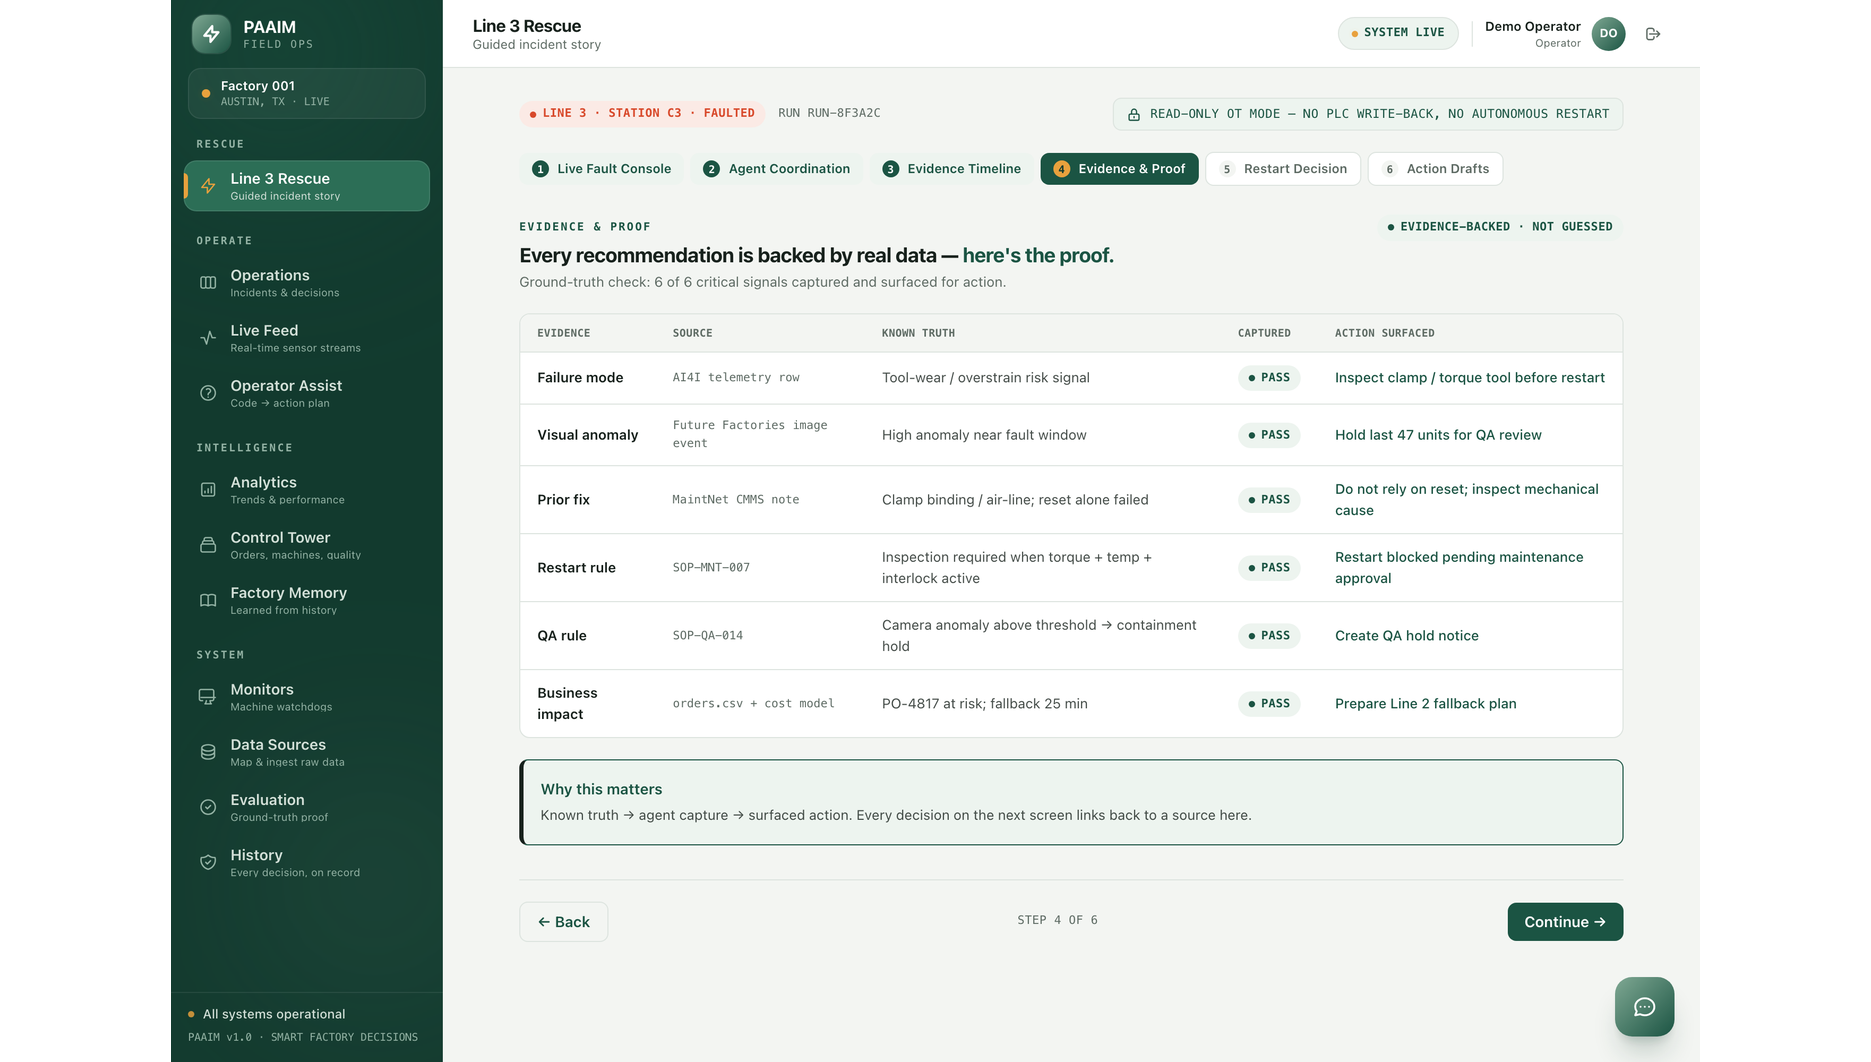 PAAIM
FIELD OPS
Factory 001
AUSTIN, TX · LIVE
RESCUE
Line 3 Rescue
Guided incident story
OPERATE
Operations
Incidents & decisions
Live Feed
Real-time sensor streams
Operator Assist
Code → action plan
INTELLIGENCE
Analytics
Trends & performance
Control Tower
Orders, machines, quality
Factory Memory
Learned from history
SYSTEM
Monitors
Machine watchdogs
Data Sources
Map & ingest raw data
Evaluation
Ground-truth proof
History
Every decision, on record
All systems operational
PAAIM v1.0 · SMART FACTORY DECISIONS
Line 3 Rescue
Guided incident story
SYSTEM LIVE
Demo Operator
Operator
DO
LINE 3 · STATION C3 · FAULTED
RUN RUN-8F3A2C
READ-ONLY OT MODE — NO PLC WRITE-BACK, NO AUTONOMOUS RESTART
1 Live Fault Console
2 Agent Coordination
3 Evidence Timeline
4 Evidence & Proof
5 Restart Decision
6 Action Drafts
EVIDENCE & PROOF
EVIDENCE-BACKED · NOT GUESSED
Every recommendation is backed by real data — here's the proof.
Ground-truth check: 6 of 6 critical signals captured and surfaced for action.
EVIDENCE SOURCE KNOWN TRUTH CAPTURED ACTION SURFACED
Failure mode
AI4I telemetry row
Tool-wear / overstrain risk signal
PASS
Inspect clamp / torque tool before restart
Visual anomaly
Future Factories image
event
High anomaly near fault window
PASS
Hold last 47 units for QA review
Prior fix
MaintNet CMMS note
Clamp binding / air-line; reset alone failed
PASS
Do not rely on reset; inspect mechanical
cause
Restart rule
SOP-MNT-007
Inspection required when torque + temp +
interlock active
PASS
Restart blocked pending maintenance
approval
QA rule
SOP-QA-014
Camera anomaly above threshold → containment
hold
PASS
Create QA hold notice
Business
impact
orders.csv + cost model
PO-4817 at risk; fallback 25 min
PASS
Prepare Line 2 fallback plan
Why this matters
Known truth → agent capture → surfaced action. Every decision on the next screen links back to a source here.
← Back
STEP 4 OF 6
Continue →